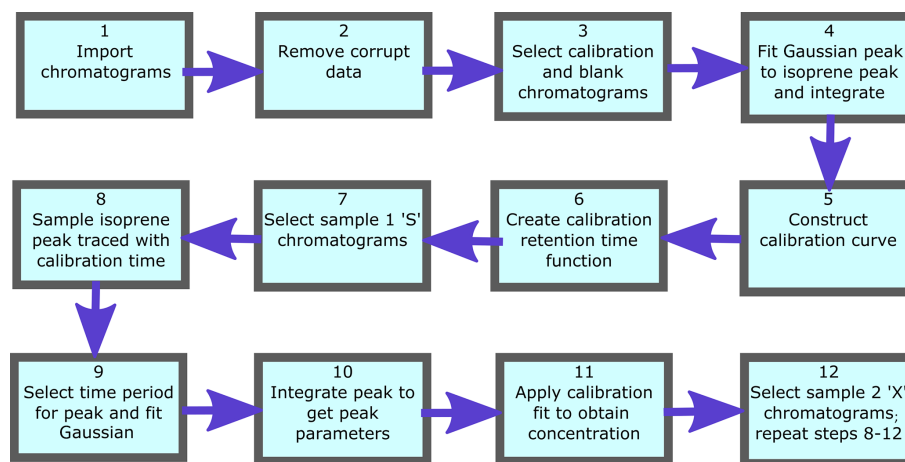 1
Import
chromatograms
2
Remove corrupt
data
3
Select calibration
and blank
chromatograms
4
Fit Gaussian peak
to isoprene peak
and integrate
5
Construct
calibration curve
6
Create calibration
retention time
function
7
Select sample 1 'S'
chromatograms
8
Sample isoprene
peak traced with
calibration time
9
Select time period
for peak and fit
Gaussian
10
Integrate peak to
get peak
parameters
11
Apply calibration
fit to obtain
concentration
12
Select sample 2 'X'
chromatograms;
repeat steps 8-12